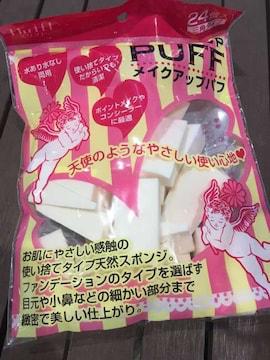 Puff
24
水あり水なし
両用!
使い捨てタイプ
だからいつも
清潔
PUFF
メイクアップパフ
ポイントメイクや
コンシーラー
に最適
天使のようなやさしい使い心地♥
お肌にやさしい感触の
使い捨てタイプ天然スポンジ。
ファンデーションのタイプを選ばず
目元や小鼻などの細かい部分まで
緻密で美しい仕上がり。